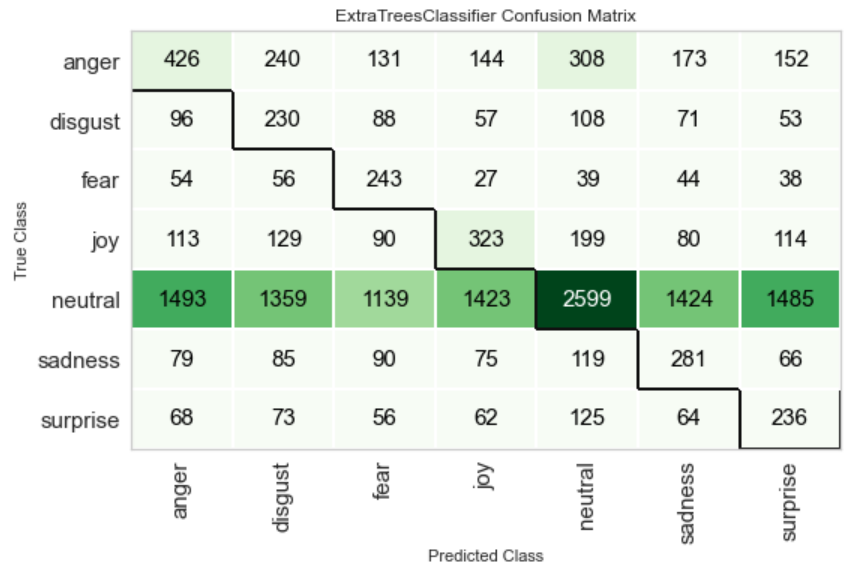 ExtraTreesClassifier Confusion Matrix
anger 426 240 131 144 308 173 152
disgust 96 230 88 57 108 71 53
fear 54 56 243 27 39 44 38
joy 113 129 90 323 199 80 114
neutral 1493 1359 1139 1423 2599 1424 1485
sadness 79 85 90 75 119 281 66
surprise 68 73 56 62 125 64 236
True Class
anger disgust fear joy neutral sadness surprise
Predicted Class